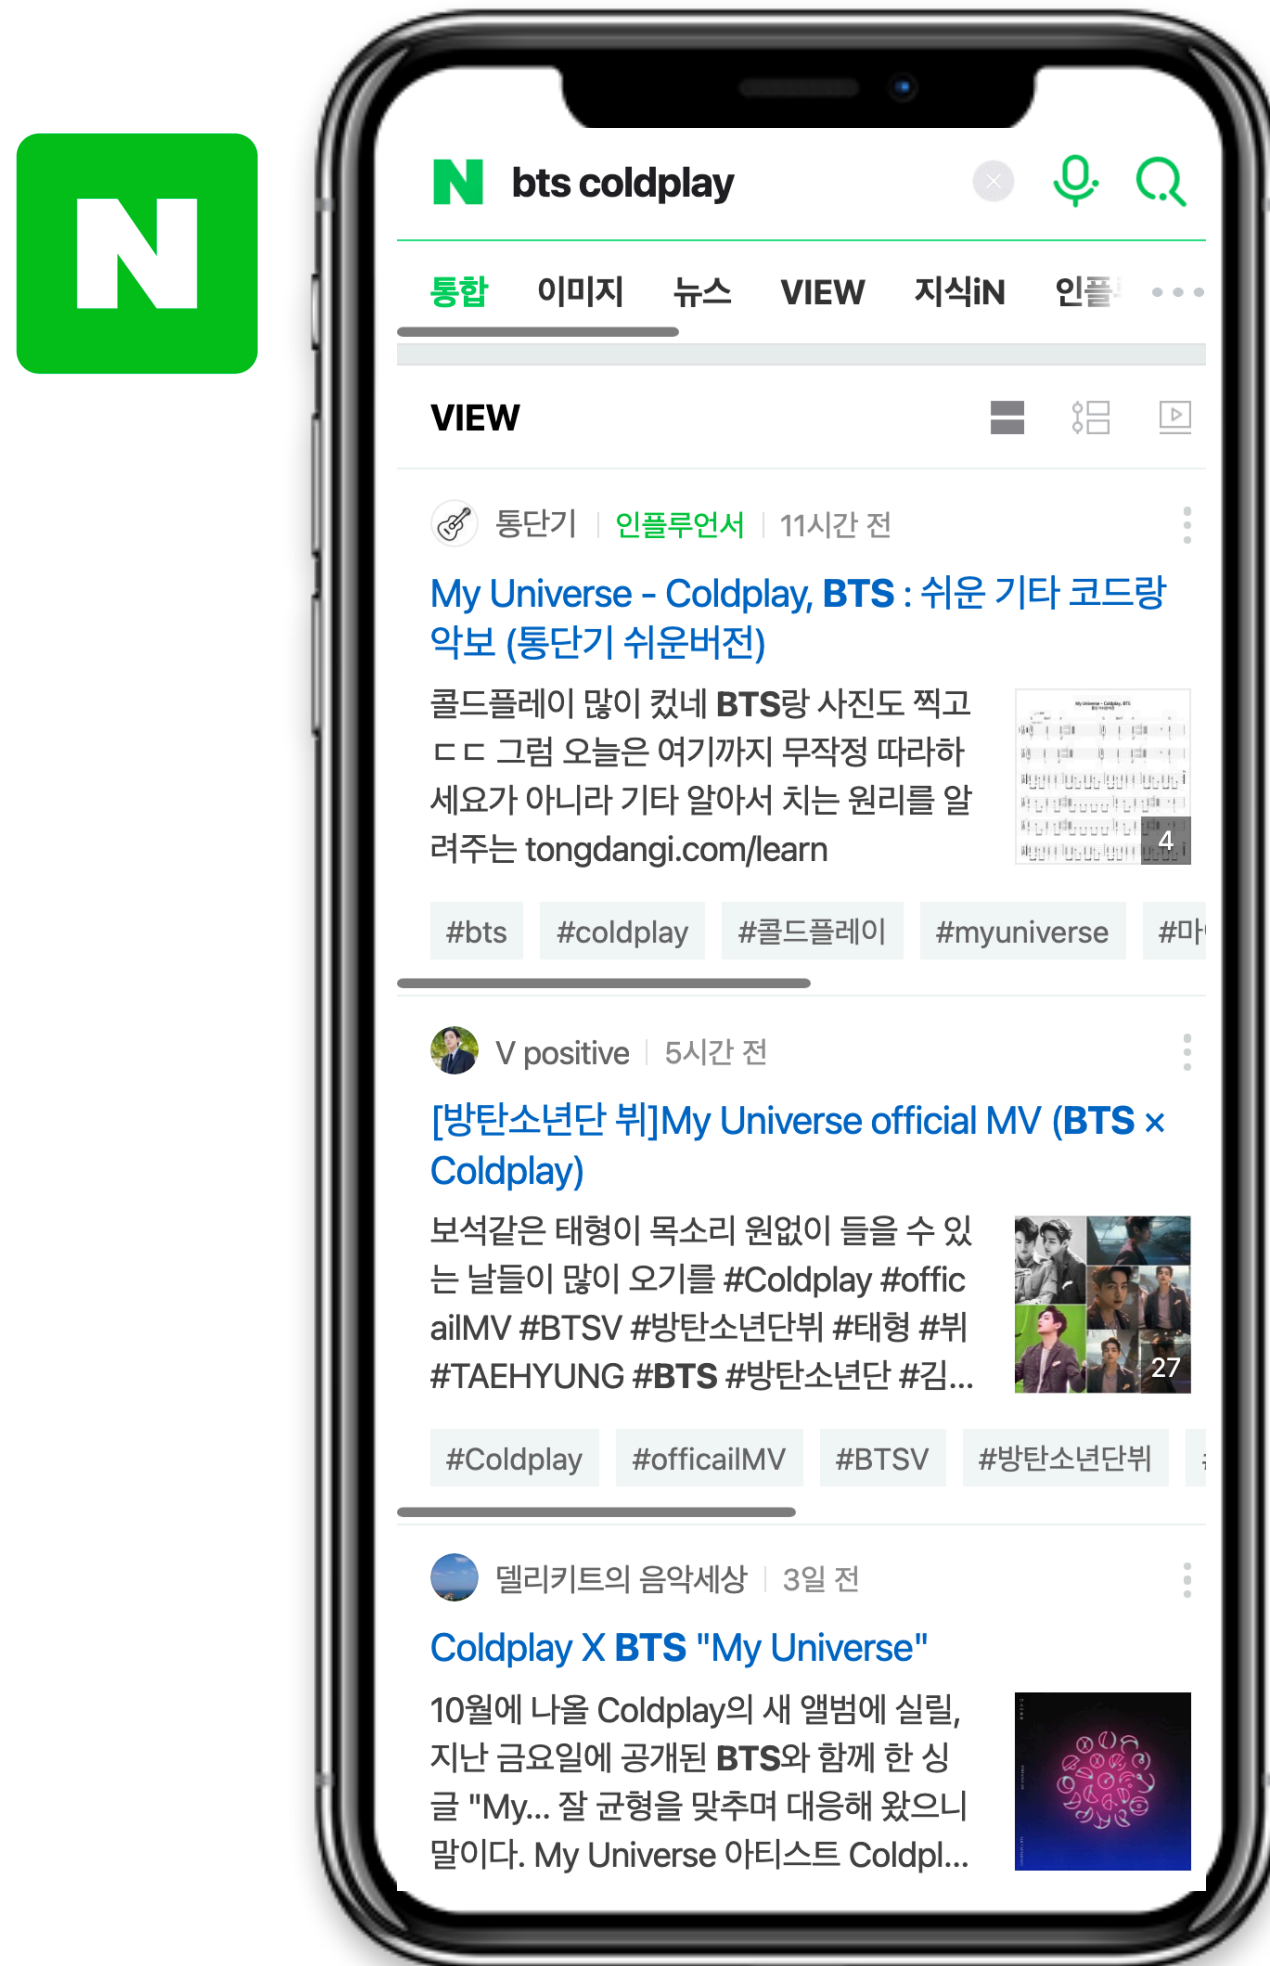 N
N bts coldplay
통합 이미지 뉴스 VIEW 지식iN 인플
VIEW
통단기 인플루언서 11시간 전
My Universe - Coldplay, BTS : 쉬운 기타 코드랑
악보 (통단기 쉬운버전)
콜드플레이 많이 컸네 BTS랑 사진도 찍고
ㄷㄷ 그럼 오늘은 여기까지 무작정 따라하
세요가 아니라 기타 알아서 치는 원리를 알
려주는 tongdangi.com/learn
My Universe - Coldplay, BTS
4
#bts #coldplay #콜드플레이 #myuniverse #마
V positive 5시간 전
[방탄소년단 뷔]My Universe official MV (BTS ×
Coldplay)
보석같은 태형이 목소리 원없이 들을 수 있
는 날들이 많이 오기를 #Coldplay #offic
ailMV #BTSV #방탄소년단뷔 #태형 #뷔
#TAEHYUNG #BTS #방탄소년단 #김...
27
#Coldplay #officailMV #BTSV #방탄소년단뷔 #
델리키트의 음악세상 3일 전
Coldplay X BTS "My Universe"
10월에 나올 Coldplay의 새 앨범에 실릴,
지난 금요일에 공개된 BTS와 함께 한 싱
글 "My... 잘 균형을 맞추며 대응해 왔으니
말이다. My Universe 아티스트 Coldpl...